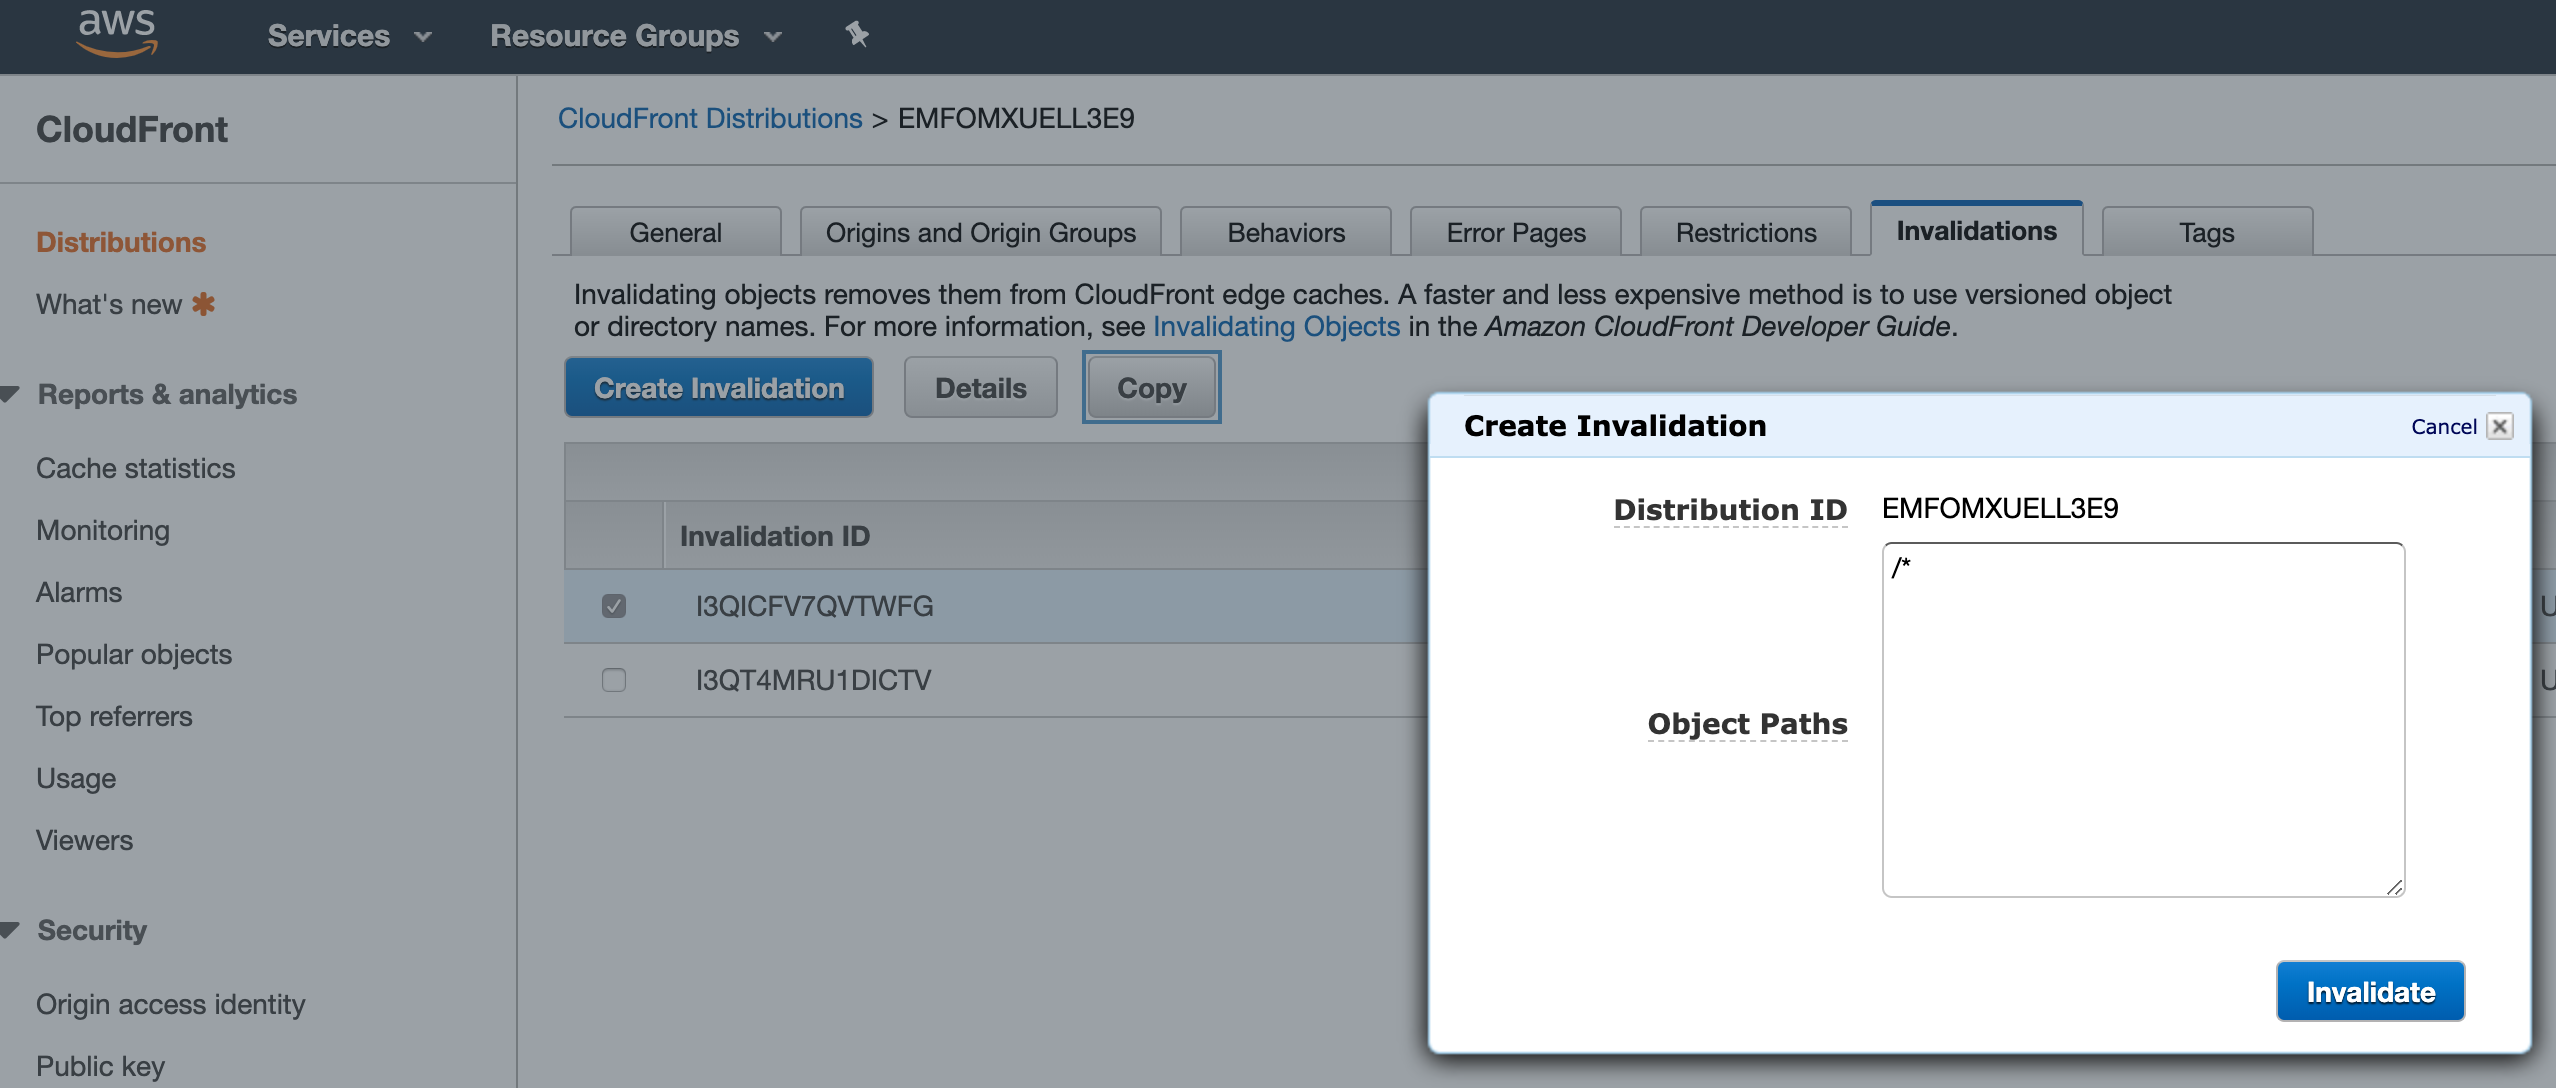 aws
Services
Resource Groups
CloudFront
Distributions
What's new
Reports & analytics
Cache statistics
Monitoring
Alarms
Popular objects
Top referrers
Usage
Viewers
Security
Origin access identity
Public key
CloudFront Distributions > EMFOMXUELL3E9
General
Origins and Origin Groups
Behaviors
Error Pages
Restrictions
Invalidations
Tags
Invalidating objects removes them from CloudFront edge caches. A faster and less expensive method is to use versioned object
or directory names. For more information, see Invalidating Objects in the Amazon CloudFront Developer Guide.
Create Invalidation
Details
Copy
Invalidation ID
I3QICFV7QVTWFG
U
I3QT4MRU1DICTV
U
Create Invalidation
Cancel
Distribution ID
EMFOMXUELL3E9
Object Paths
/*
Invalidate